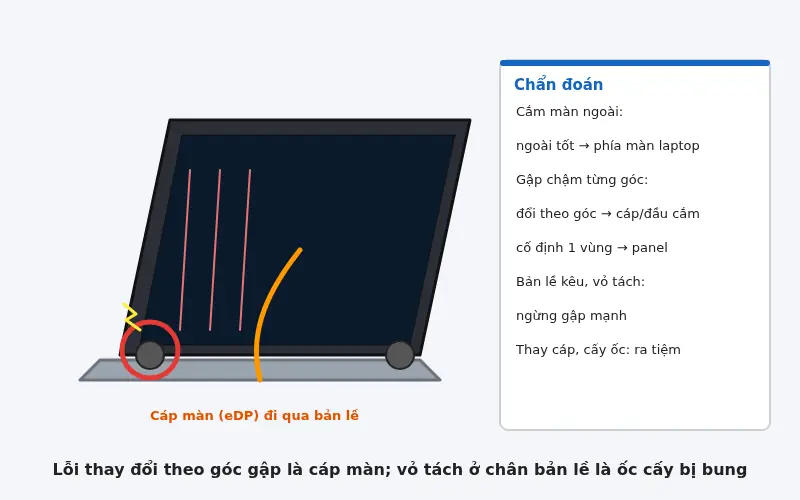 Chẩn đoán
Cắm màn ngoài:
ngoài tốt → phía màn laptop
Gập chậm từng góc:
đổi theo góc → cáp/đầu cắm
cố định 1 vùng → panel
Bản lề kêu, vỏ tách:
ngừng gập mạnh
Thay cáp, cấy ốc: ra tiệm
Cáp màn (eDP) đi qua bản lề
Lỗi thay đổi theo góc gập là cáp màn; vỏ tách ở chân bản lề là ốc cấy bị bung